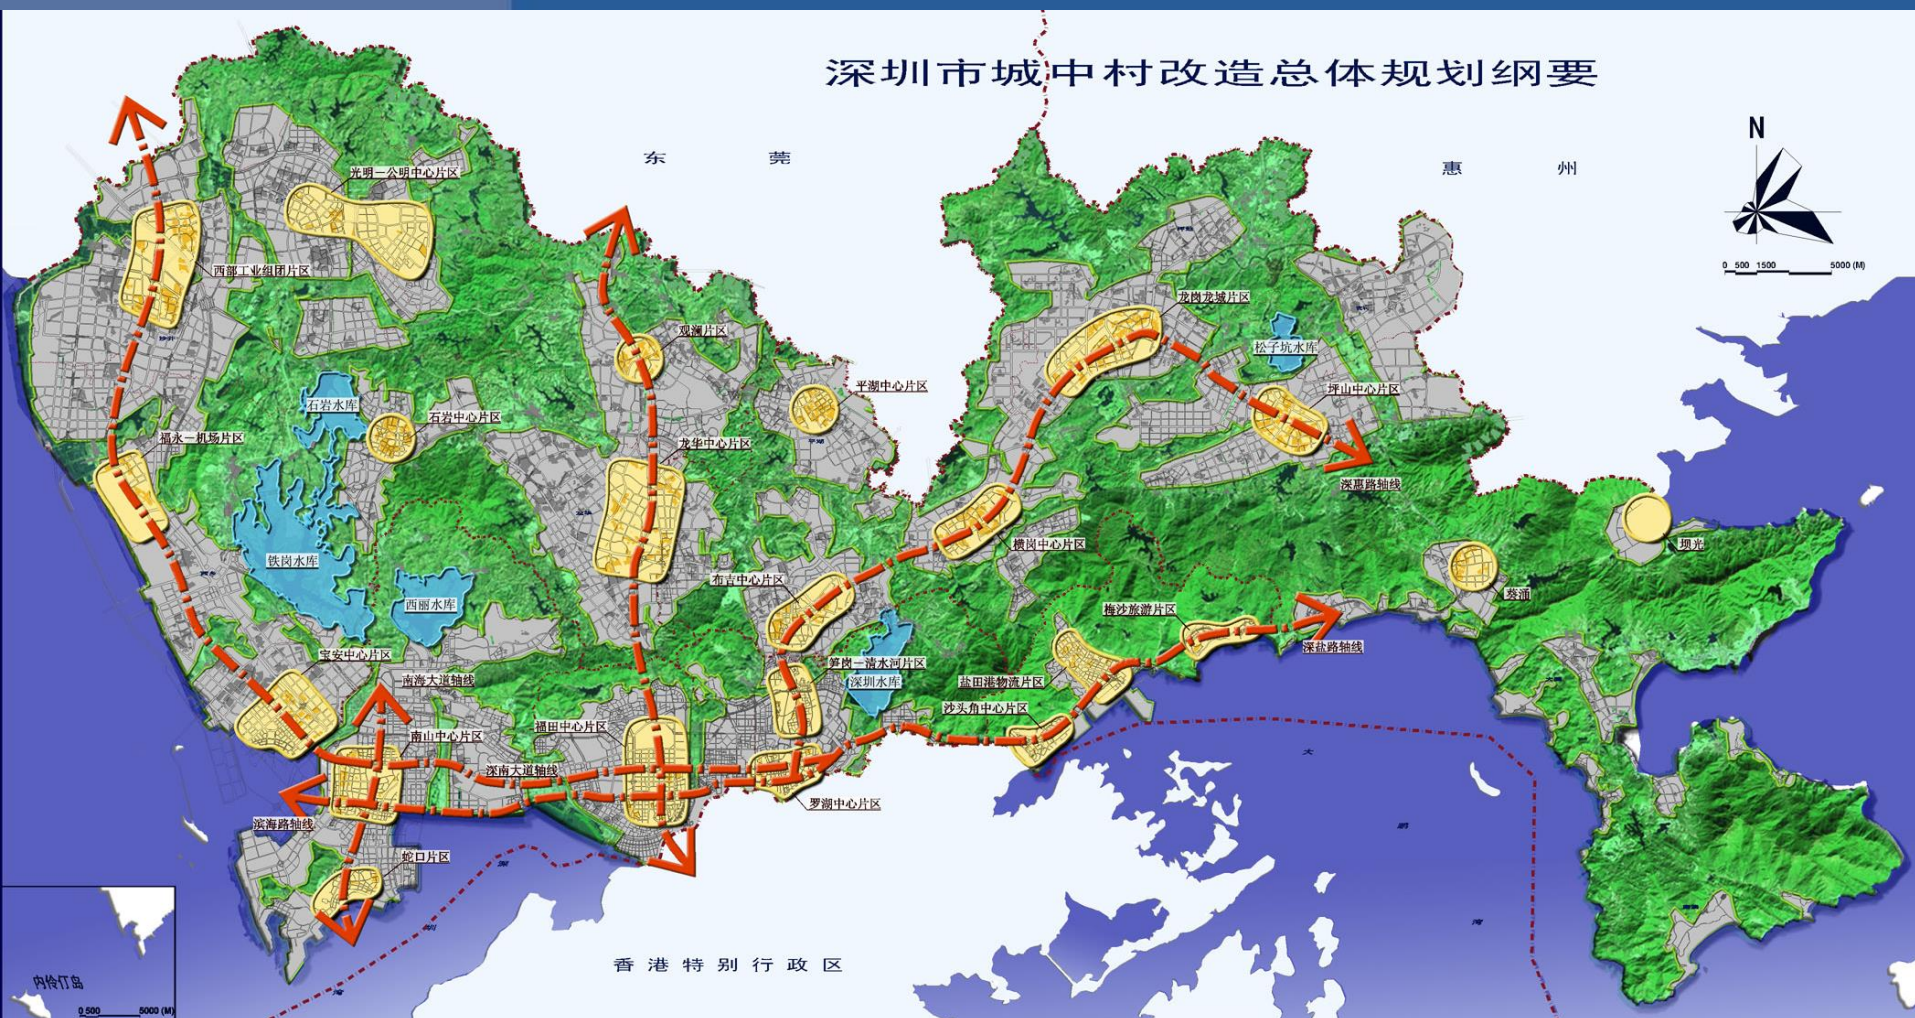 深圳市城中村改造总体规划纲要
N
东 莞
惠 州
光明一公明中心片区
西部工业组团片区
0 500 1500 5000 (M)
龙岗龙城片区
观澜片区
松子坑水库
平湖中心片区
坪山中心片区
石岩水库
石岩中心片区
福永一机场片区
龙华中心片区
平湖
深惠路轴线
横岗中心片区
坝光
铁岗水库
布吉中心片区
葵涌
西丽水库
梅沙旅游片区
深盐路轴线
宝安中心片区
笋岗一清水河片区
南海大道轴线
深圳水库
盐田港物流片区
沙头角中心片区
福田中心片区
南山中心片区
深南大道轴线
大
罗湖中心片区
滨海路轴线
鹏
蛇口片区
湾
圳
香港特别行政区
内伶仃岛
湾
0 500 5000 (M)